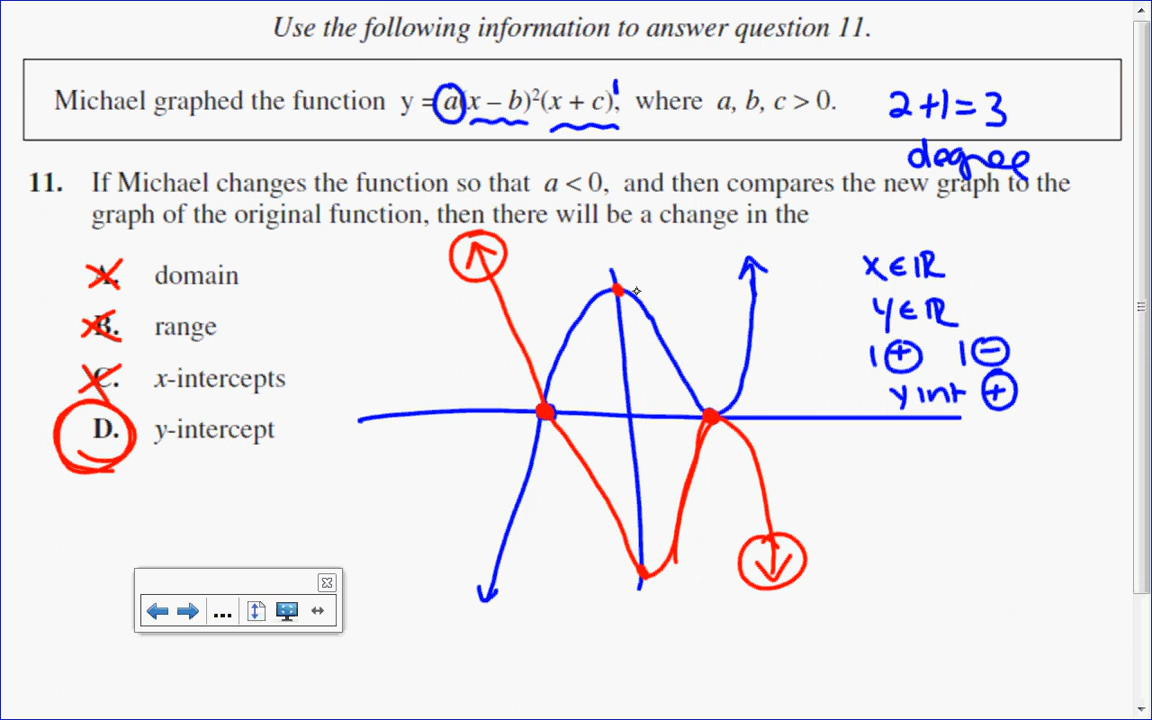 Use the following information to answer question 11.
Michael graphed the function y = a(x – b)²(x + c)¹, where a, b, c > 0.
2+1=3
degree
11. If Michael changes the function so that a < 0, and then compares the new graph to the
graph of the original function, then there will be a change in the
A. domain
B. range
C. x-intercepts
D. y-intercept
x∈ℝ
y∈ℝ
1 + 1 −
y int +
...